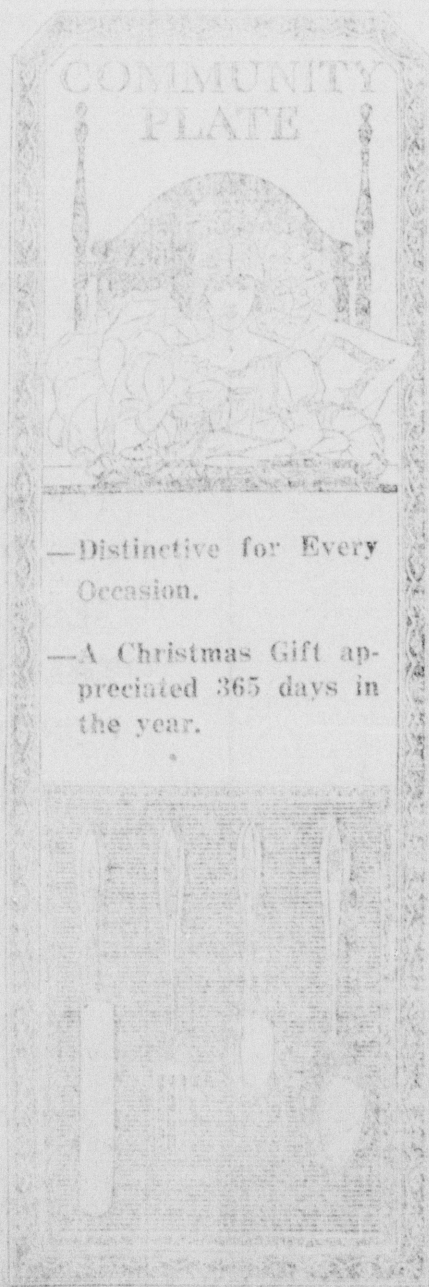 COMMUNITY
PLATE
—Distinctive for Every
Occasion.
—A Christmas Gift ap-
preciated 365 days in
the year.